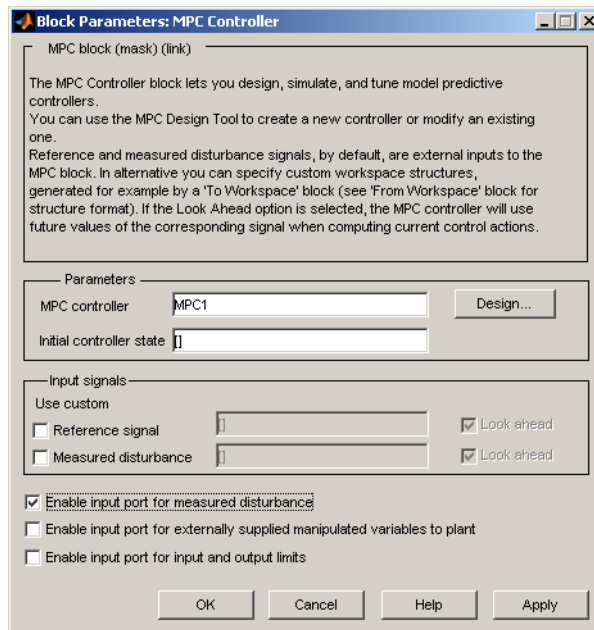 Block Parameters: MPC Controller
MPC block (mask) (link)
The MPC Controller block lets you design, simulate, and tune model predictive
controllers.
You can use the MPC Design Tool to create a new controller or modify an existing
one.
Reference and measured disturbance signals, by default, are external inputs to the
MPC block. In alternative you can specify custom workspace structures,
generated for example by a 'To Workspace' block (see 'From Workspace' block for
structure format). If the Look Ahead option is selected, the MPC controller will use
future values of the corresponding signal when computing current control actions.
Parameters
MPC controller MPC1 Design...
Initial controller state []
Input signals
Use custom
Reference signal [] Look ahead
Measured disturbance [] Look ahead
Enable input port for measured disturbance
Enable input port for externally supplied manipulated variables to plant
Enable input port for input and output limits
OK Cancel Help Apply